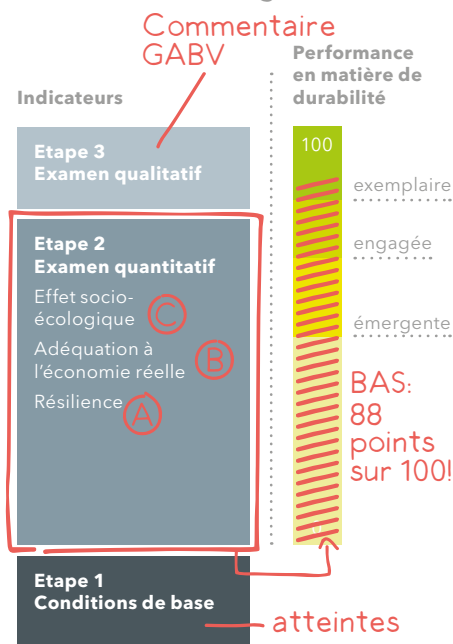 Commentaire
GABV
Performance
en matière de
durabilité
Indicateurs
Etape 3
Examen qualitatif
100
exemplaire
Etape 2
Examen quantitatif
engagée
Effet socio-
écologique
C
émergente
Adéquation à
l’économie réelle
B
Résilience
A
BAS:
88
points
sur 100!
Etape 1
Conditions de base
atteintes